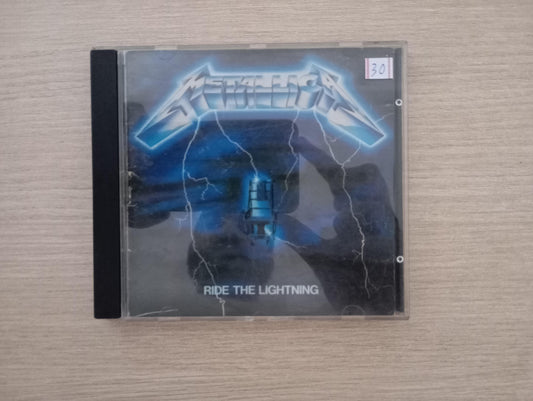 METALLICA
30
RIDE THE LIGHTNING